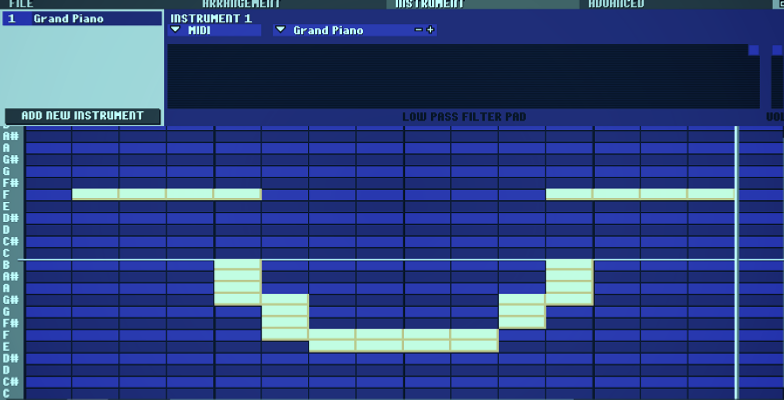 FILE ARRANGEMENT INSTRUMENT ADVANCED
1 Grand Piano
INSTRUMENT 1
MIDI Grand Piano - +
ADD NEW INSTRUMENT
LOW PASS FILTER PAD
A#
A
G#
G
F#
F
E
D#
D
C#
C
B
A#
A
G#
G
F#
F
E
D#
D
C#
C